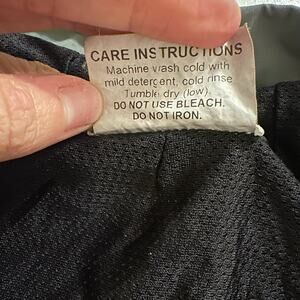 CARE INSTRUCTIONS
Machine wash cold with
mild detergent, cold rinse
Tumble dry (low).
DO NOT USE BLEACH.
DO NOT IRON.